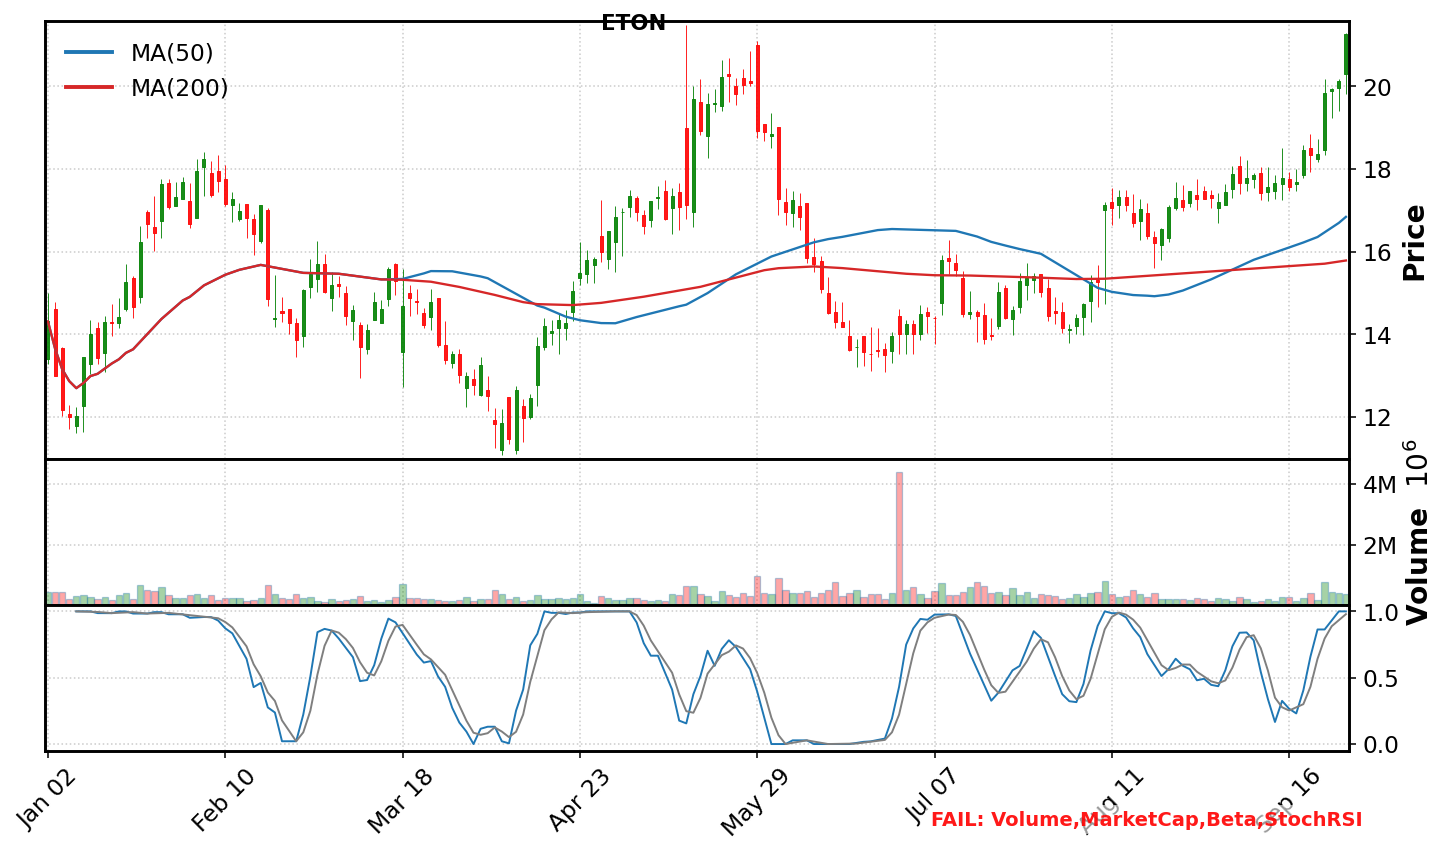 ETON
MA(50)
MA(200)
20
18
16
14
12
Price
4M
2M
Volume 10^6
1.0
0.5
0.0
Jan 02
Feb 10
Mar 18
Apr 23
May 29
Jul 07
Aug 11
Sep 16
FAIL: Volume,MarketCap,Beta,StochRSI